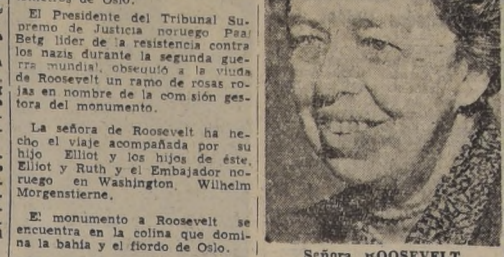 El Presidente del Tribunal Su-
premo de Justicia noruego Paal
Betg lider de la resistencia contra
los nazis durante la segunda gue-
rra mundial, obsequió a la viuda
de Roosevelt un ramo de rosas ro-
jas en nombre de la comisión ges-
tora del monumento.
La señora de Roosevelt ha he-
cho el viaje acompañada por su
hijo Elliot y los hijos de éste,
Elliot y Ruth y el Embajador no-
ruego en Washington, Wilhelm
Morgenstierne.
El monumento a Roosevelt se
encuentra en la colina que domi-
na la bahía y el fiordo de Oslo.
Señora ROOSEVELT